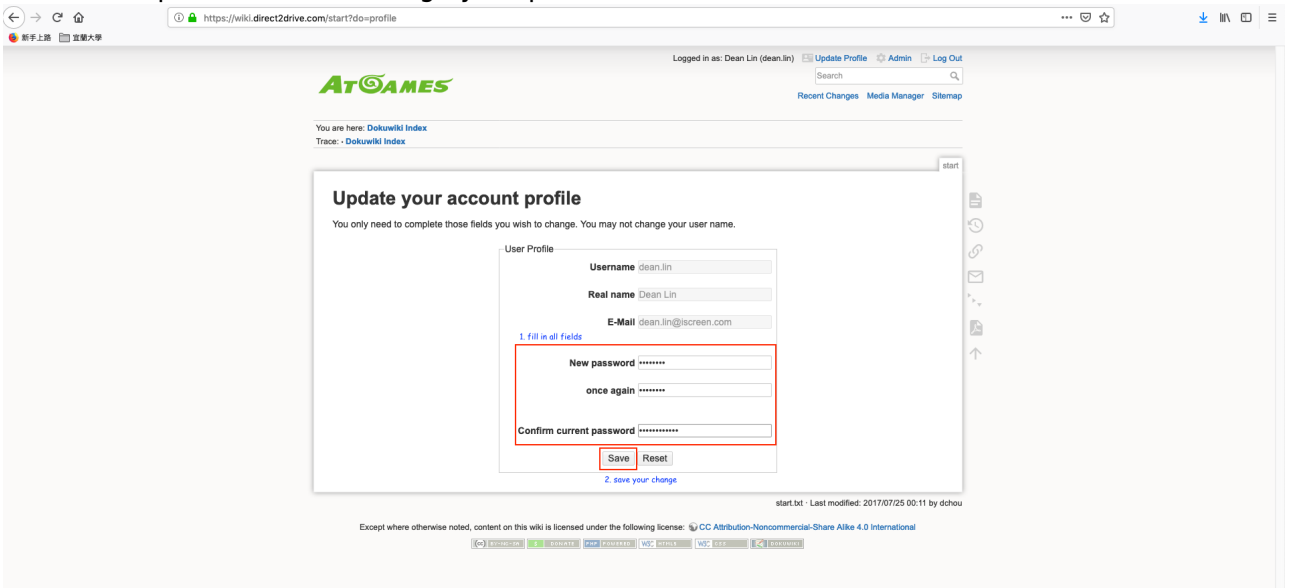 https://wiki.direct2drive.com/start?do=profile
新手上路 宜蘭大學
Logged in as: Dean Lin (dean.lin) Update Profile Admin Log Out
ATGAMES
Search
Recent Changes Media Manager Sitemap
You are here: Dokuwiki Index
Trace: • Dokuwiki Index
start
Update your account profile
You only need to complete those fields you wish to change. You may not change your user name.
User Profile
Username dean.lin
Real name Dean Lin
E-Mail dean.lin@iscreen.com
1. fill in all fields
New password ••••••••
once again ••••••••
Confirm current password ••••••••••••
Save Reset
2. save your change
start.txt · Last modified: 2017/07/25 00:11 by dchou
Except where otherwise noted, content on this wiki is licensed under the following license: CC Attribution-Noncommercial-Share Alike 4.0 International